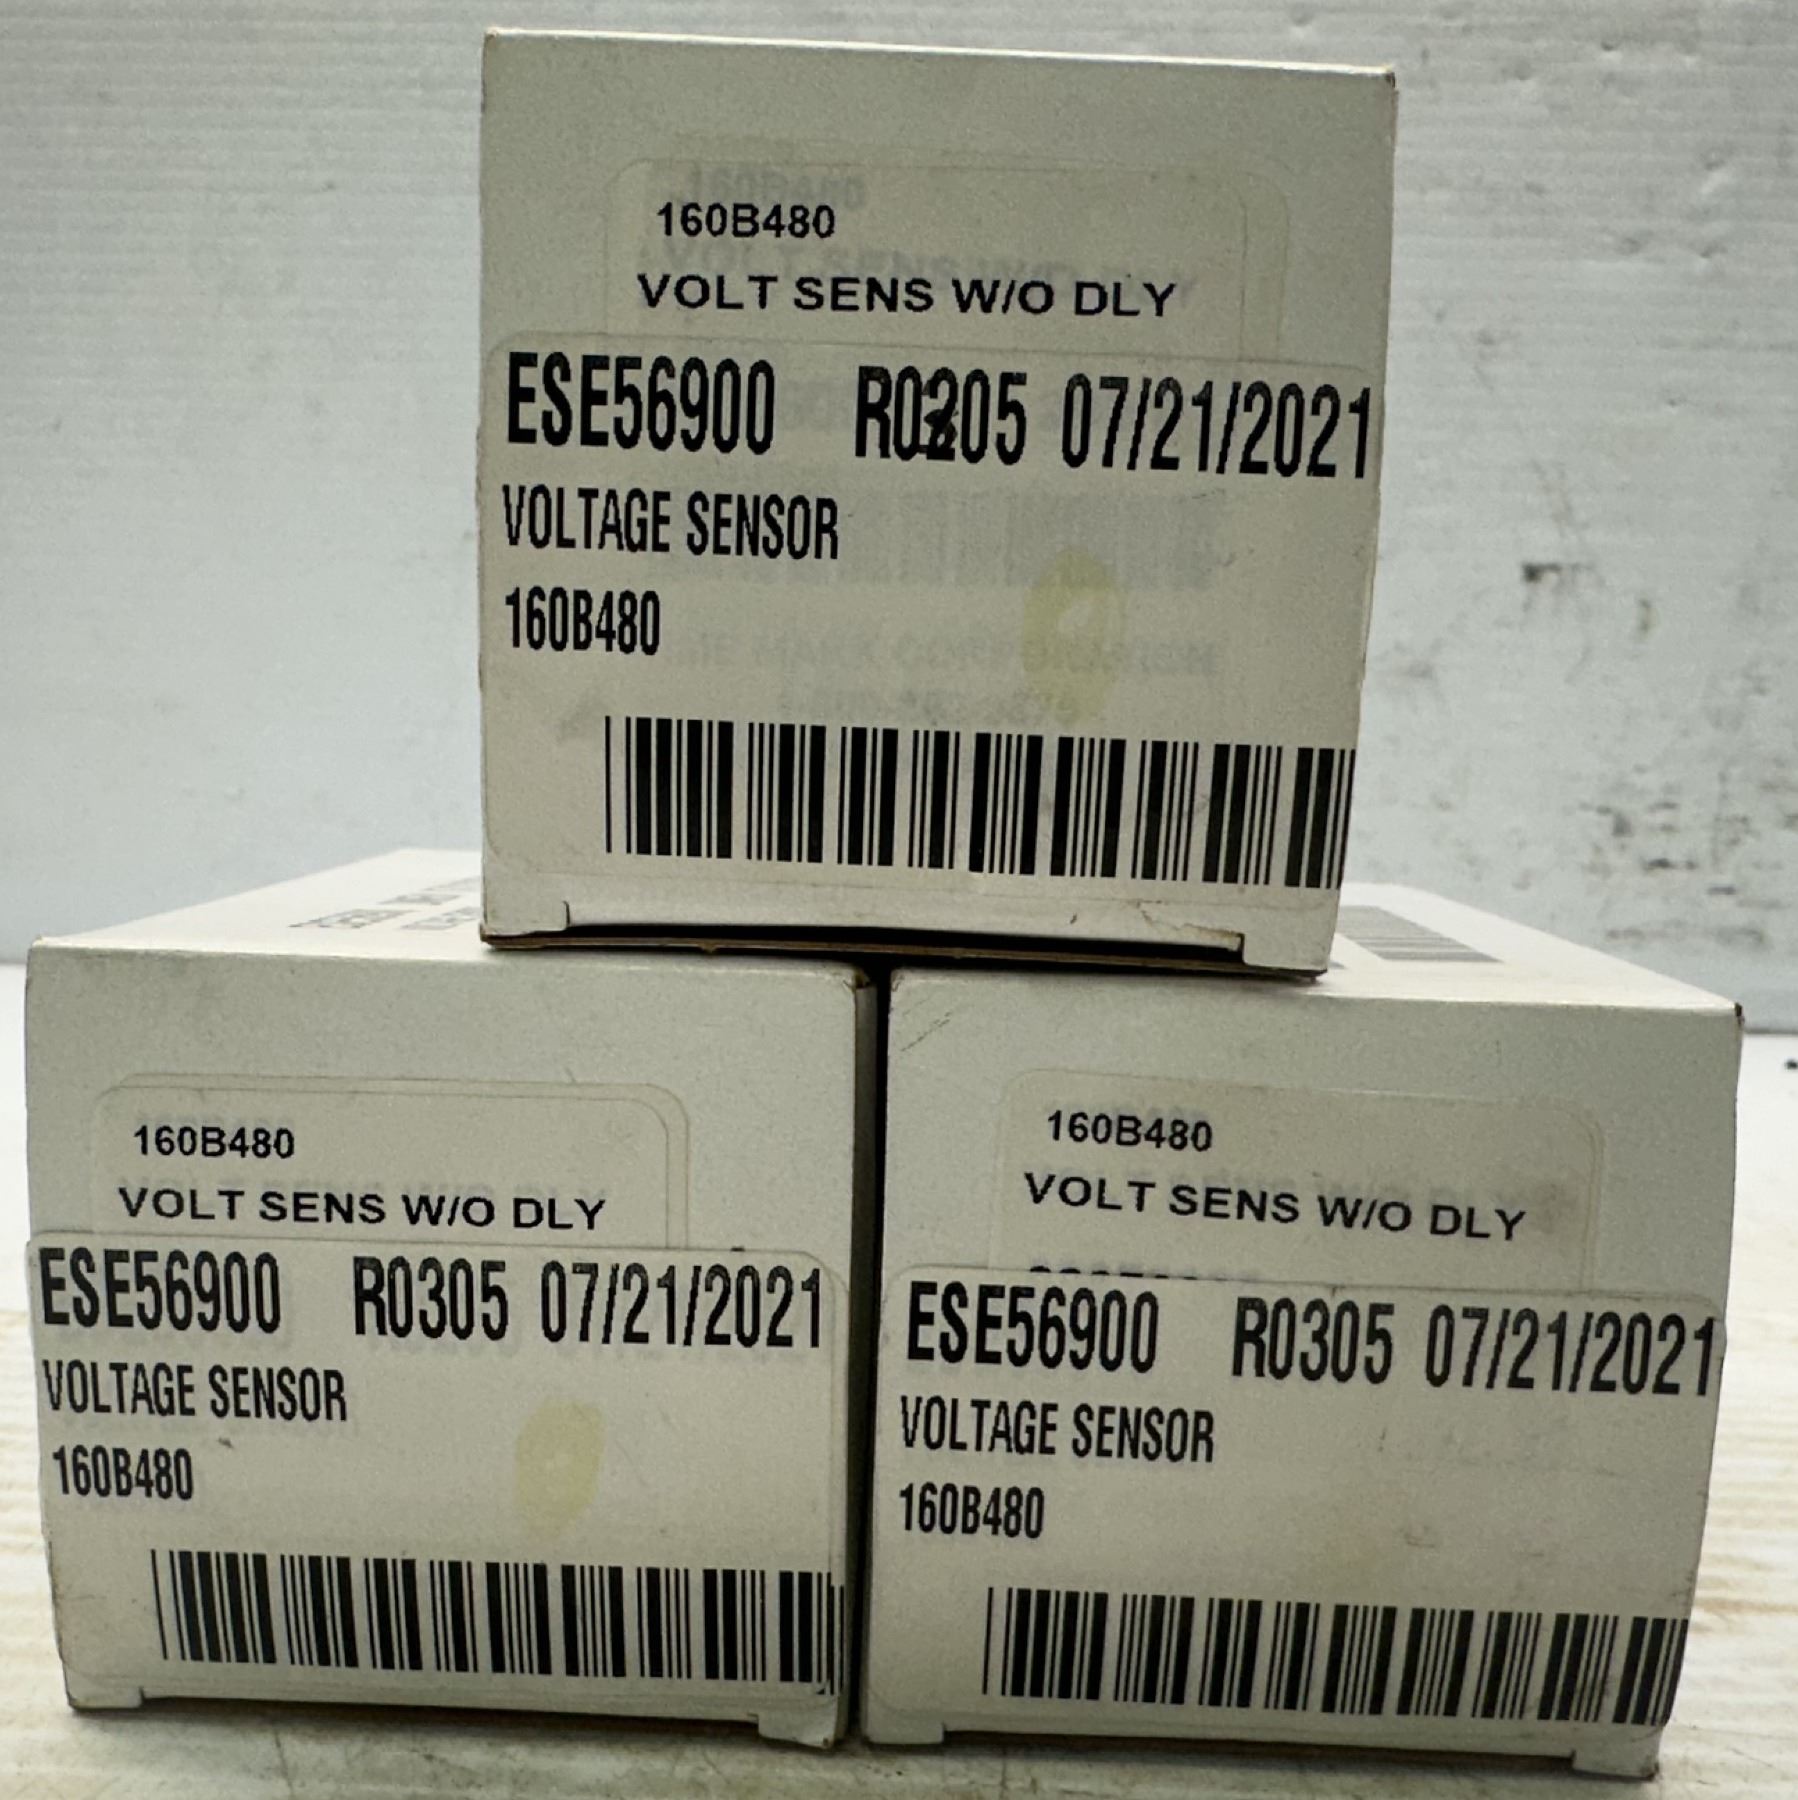 160B480
VOLT SENS W/O DLY
ESE56900 R0205 07/21/2021
VOLTAGE SENSOR
160B480
160B480
VOLT SENS W/O DLY
ESE56900 R0305 07/21/2021
VOLTAGE SENSOR
160B480
160B480
VOLT SENS W/O DLY
ESE56900 R0305 07/21/2021
VOLTAGE SENSOR
160B480